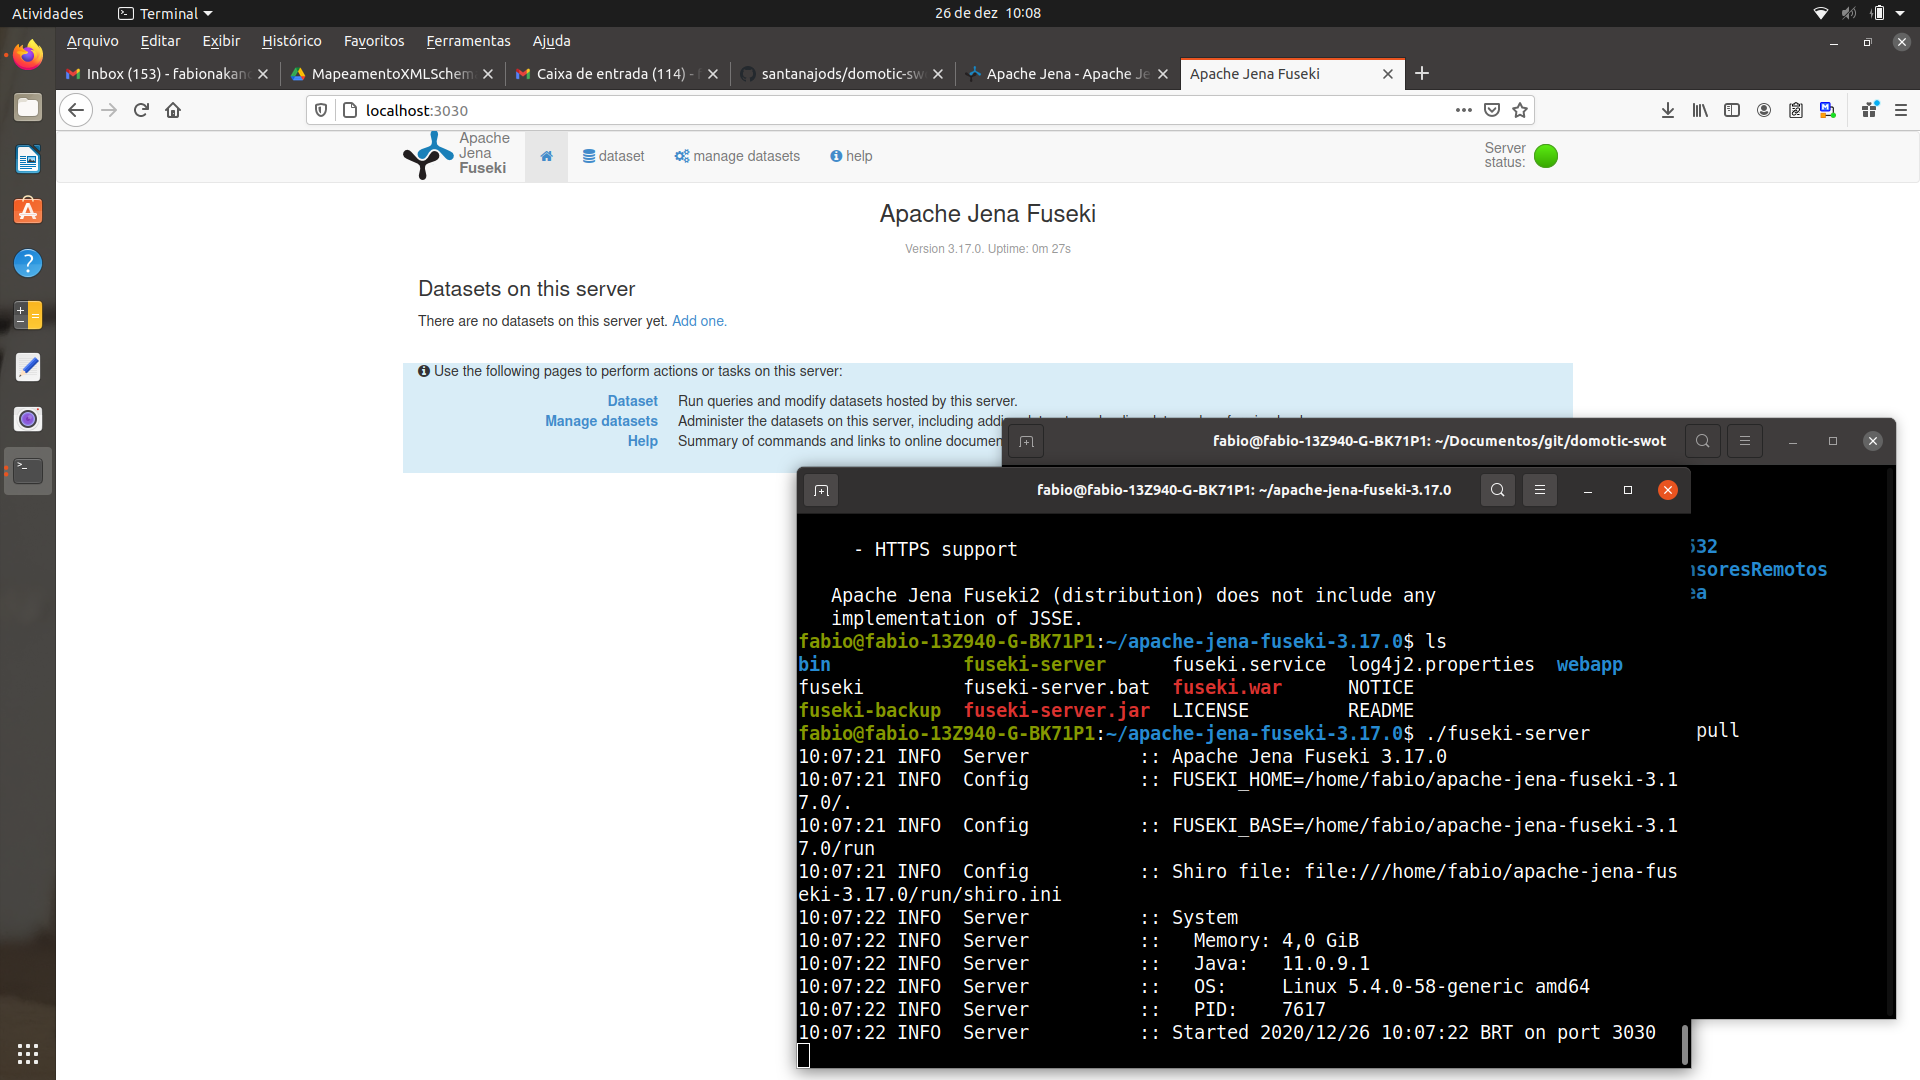 Atividades
Terminal
26 de dez 10:08
Arquivo Editar Exibir Histórico Favoritos Ferramentas Ajuda
Inbox (153) - fabionakan
MapeamentoXMLSchem
Caixa de entrada (114) -
santanajods/domotic-sw
Apache Jena - Apache Je
Apache Jena Fuseki
localhost:3030
Apache
Jena
Fuseki
dataset
manage datasets
help
Server
status:
Apache Jena Fuseki
Version 3.17.0. Uptime: 0m 27s
Datasets on this server
There are no datasets on this server yet. Add one.
Use the following pages to perform actions or tasks on this server:
Dataset Run queries and modify datasets hosted by this server.
Manage datasets Administer the datasets on this server, including addi
Help Summary of commands and links to online documen
fabio@fabio-13Z940-G-BK71P1: ~/Documentos/git/domotic-swot
532
nsoresRemotos
ea
pull
fabio@fabio-13Z940-G-BK71P1: ~/apache-jena-fuseki-3.17.0
- HTTPS support
Apache Jena Fuseki2 (distribution) does not include any
implementation of JSSE.
fabio@fabio-13Z940-G-BK71P1:~/apache-jena-fuseki-3.17.0$ ls
bin fuseki-server fuseki.service log4j2.properties webapp
fuseki fuseki-server.bat fuseki.war NOTICE
fuseki-backup fuseki-server.jar LICENSE README
fabio@fabio-13Z940-G-BK71P1:~/apache-jena-fuseki-3.17.0$ ./fuseki-server
10:07:21 INFO Server :: Apache Jena Fuseki 3.17.0
10:07:21 INFO Config :: FUSEKI_HOME=/home/fabio/apache-jena-fuseki-3.1
7.0/.
10:07:21 INFO Config :: FUSEKI_BASE=/home/fabio/apache-jena-fuseki-3.1
7.0/run
10:07:21 INFO Config :: Shiro file: file:///home/fabio/apache-jena-fus
eki-3.17.0/run/shiro.ini
10:07:22 INFO Server :: System
10:07:22 INFO Server :: Memory: 4,0 GiB
10:07:22 INFO Server :: Java: 11.0.9.1
10:07:22 INFO Server :: OS: Linux 5.4.0-58-generic amd64
10:07:22 INFO Server :: PID: 7617
10:07:22 INFO Server :: Started 2020/12/26 10:07:22 BRT on port 3030